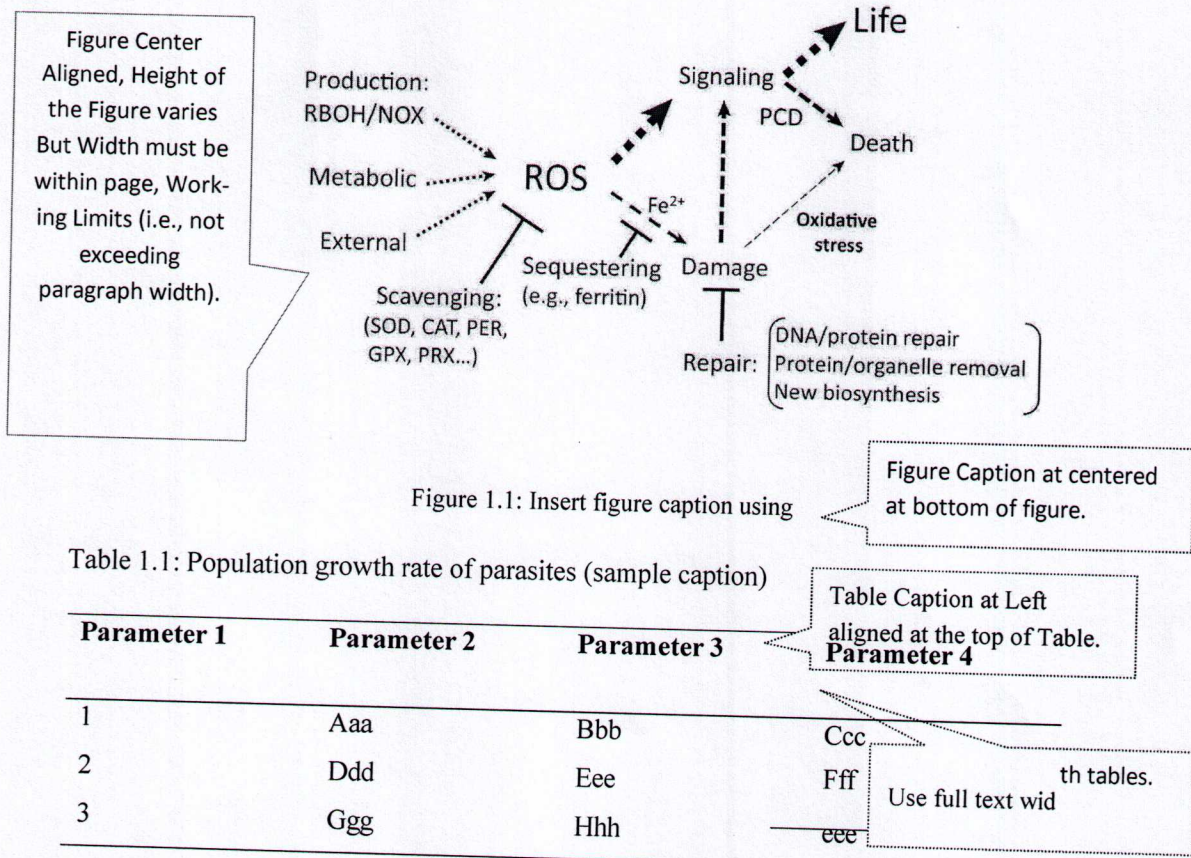 Figure Center
Aligned, Height of
the Figure varies
But Width must be
within page, Work-
ing Limits (i.e., not
exceeding
paragraph width).
Life
Signaling
PCD
Death
Production:
RBOH/NOX
Metabolic
External
ROS
Fe²⁺
Oxidative
stress
Sequestering
(e.g., ferritin)
Damage
Scavenging:
(SOD, CAT, PER,
GPX, PRX...)
Repair:
DNA/protein repair
Protein/organelle removal
New biosynthesis
Figure 1.1: Insert figure caption using
Figure Caption at centered
at bottom of figure.
Table 1.1: Population growth rate of parasites (sample caption)
Table Caption at Left
aligned at the top of Table.
Parameter 1 Parameter 2 Parameter 3 Parameter 4
1 Aaa Bbb Ccc
2 Ddd Eee Fff
3 Ggg Hhh eee
th tables.
Use full text wid